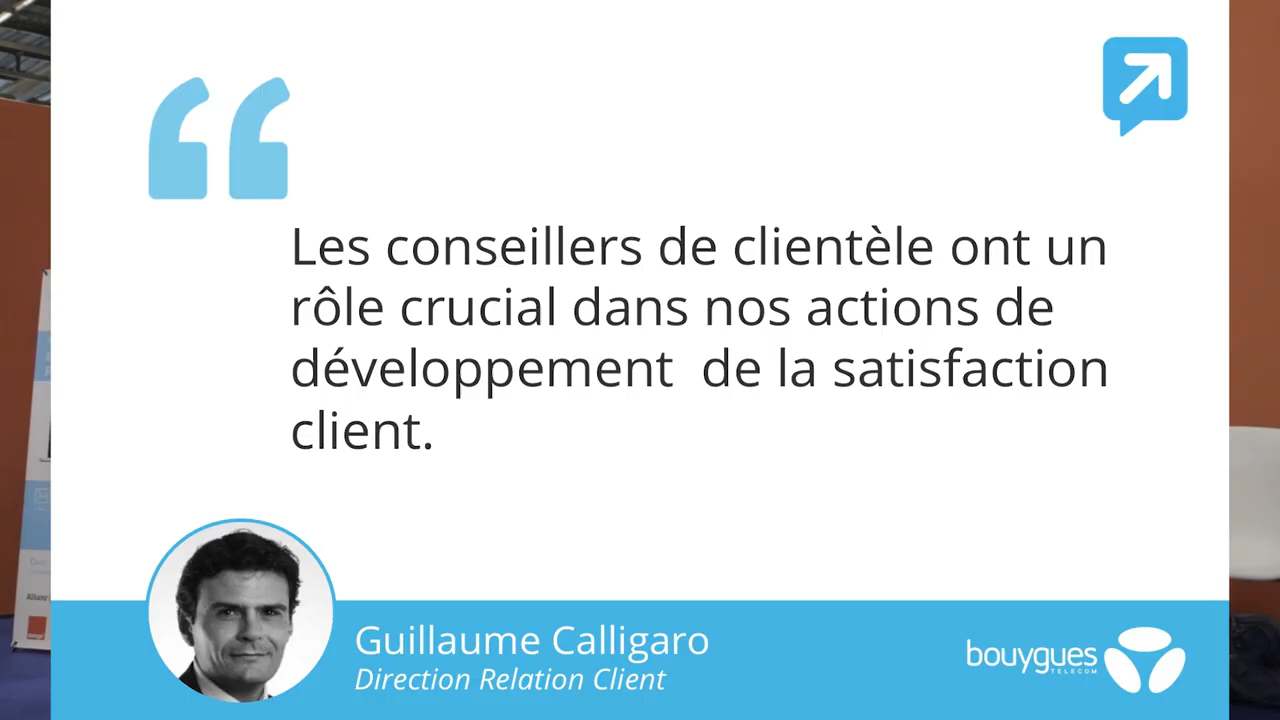 Les conseillers de clientèle ont un
rôle crucial dans nos actions de
développement  de la satisfaction
client.
Guillaume Calligaro
Direction Relation Client
bouygues
TELECOM